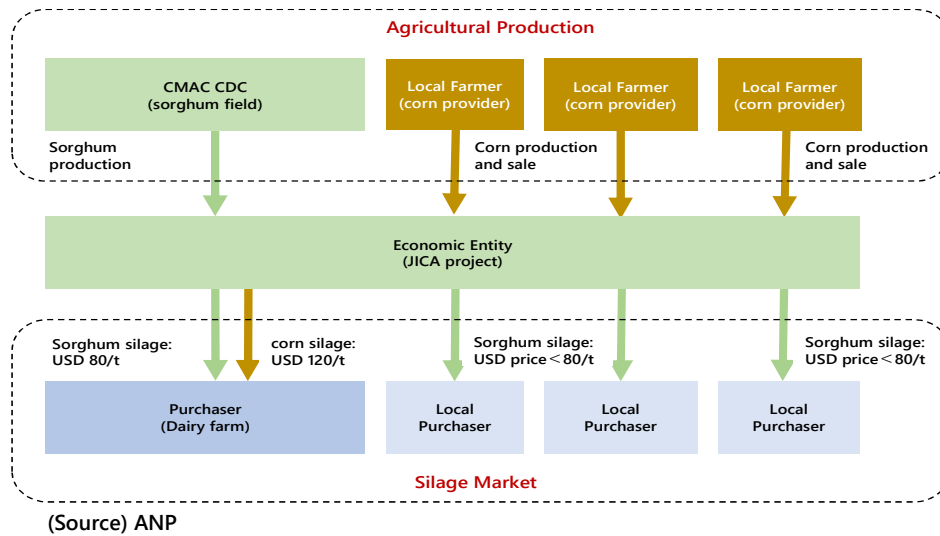 Agricultural Production
CMAC CDC
(sorghum field)
Local Farmer
(corn provider)
Local Farmer
(corn provider)
Local Farmer
(corn provider)
Sorghum
production
Corn production
and sale
Corn production
and sale
Economic Entity
(JICA project)
Sorghum silage:
USD 80/t
corn silage:
USD 120/t
Sorghum silage:
USD price<80/t
Sorghum silage:
USD price<80/t
Purchaser
(Dairy farm)
Local
Purchaser
Local
Purchaser
Local
Purchaser
Silage Market
(Source) ANP